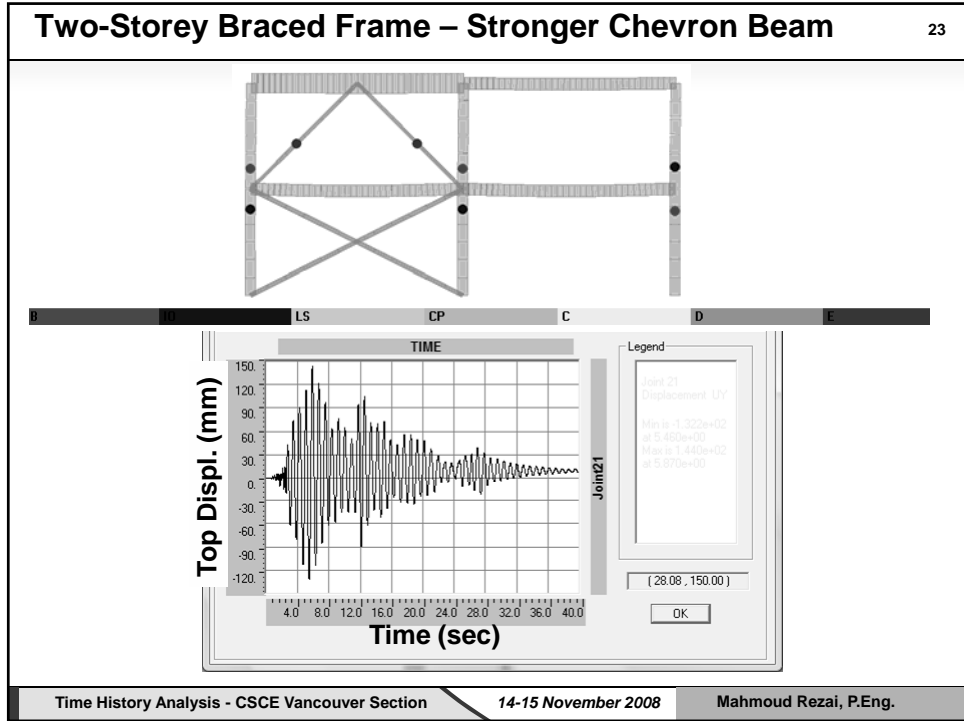 Two-Storey Braced Frame – Stronger Chevron Beam
23
B IO LS CP C D E
TIME
Legend
Joint 21
Displacement UY
Min is -1.322e+02
at 5.460e+00
Max is 1.440e+02
at 5.870e+00
150.
120.
90.
60.
30.
0.
-30.
-60.
-90.
-120.
Top Displ. (mm)
Joint21
4.0 8.0 12.0 16.0 20.0 24.0 28.0 32.0 36.0 40.0
Time (sec)
( 28.08 , 150.00 )
OK
Time History Analysis - CSCE Vancouver Section
14-15 November 2008
Mahmoud Rezai, P.Eng.